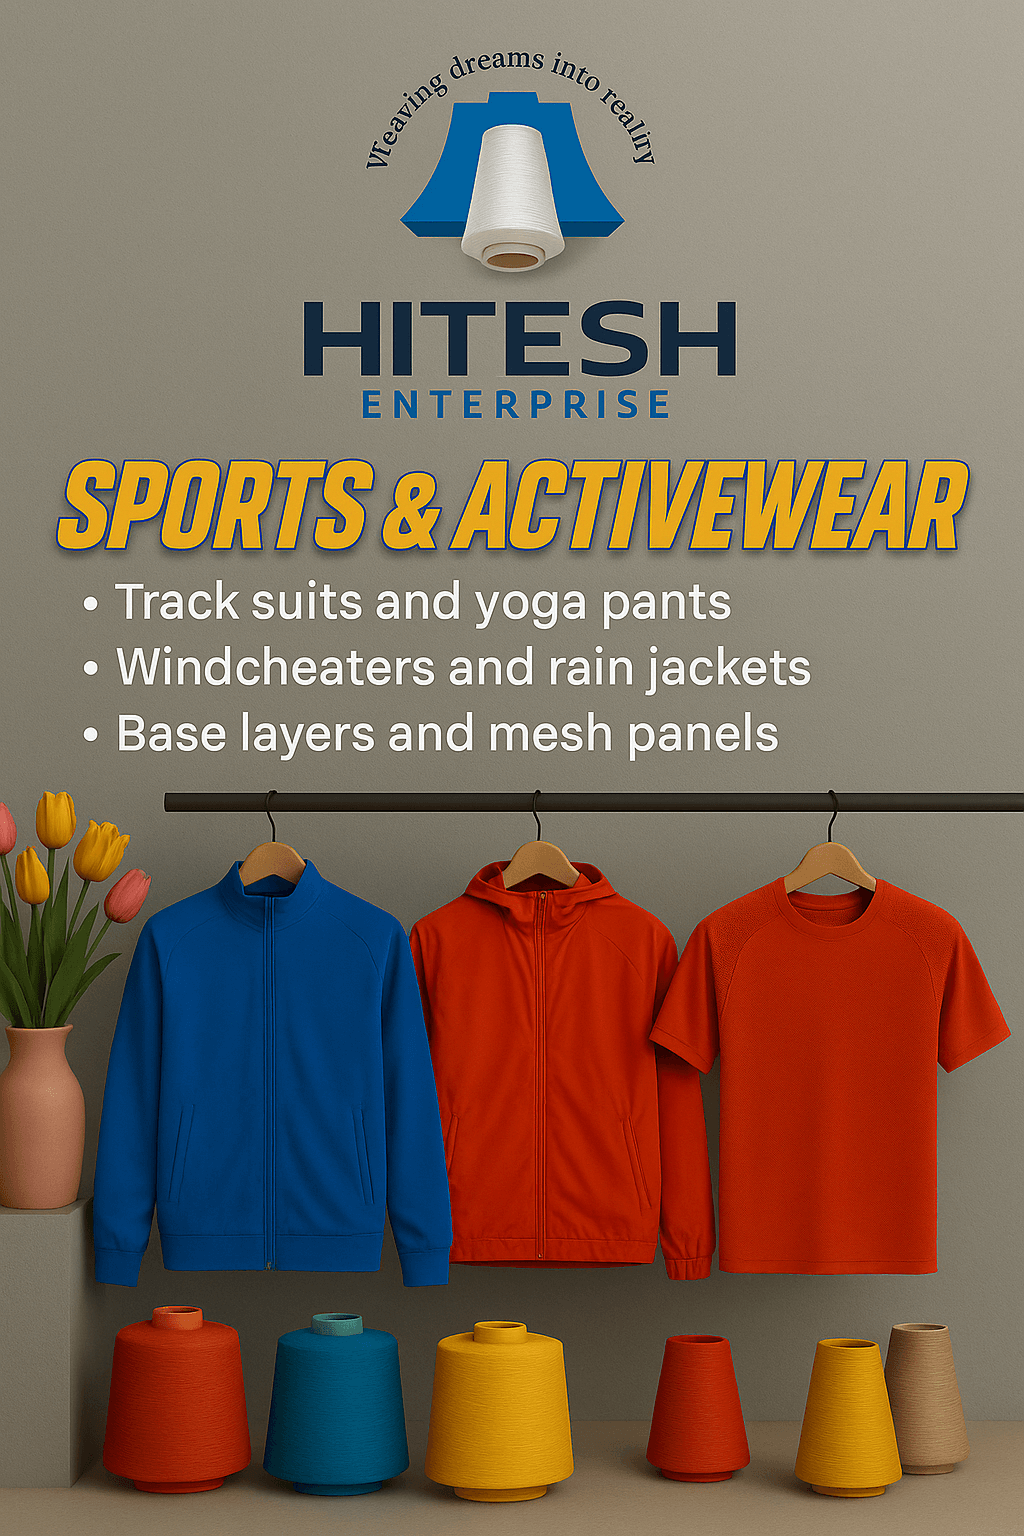 Weaving dreams into reality
HITESH
ENTERPRISE
SPORTS & ACTIVEWEAR
• Track suits and yoga pants
• Windcheaters and rain jackets
• Base layers and mesh panels